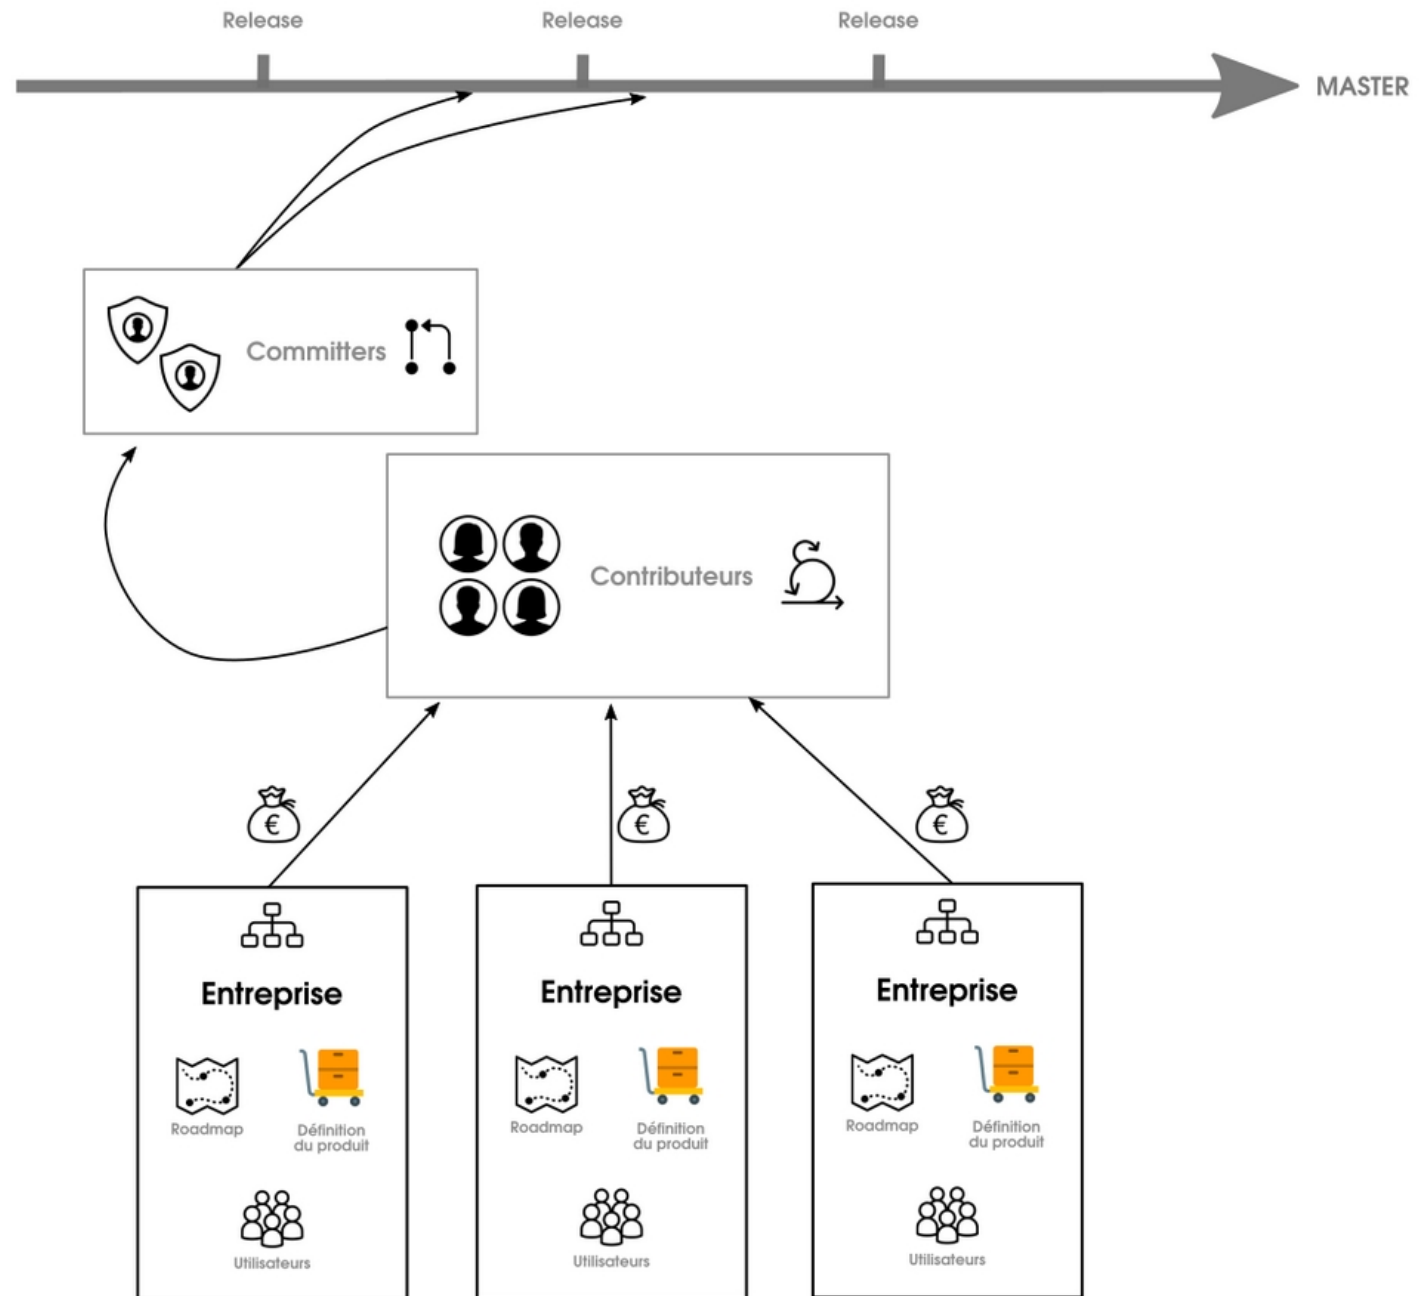 Release
Release
Release
MASTER
Committers
Contributeurs
€
€
€
Entreprise
Entreprise
Entreprise
Roadmap
Définition
du produit
Roadmap
Définition
du produit
Roadmap
Définition
du produit
Utilisateurs
Utilisateurs
Utilisateurs